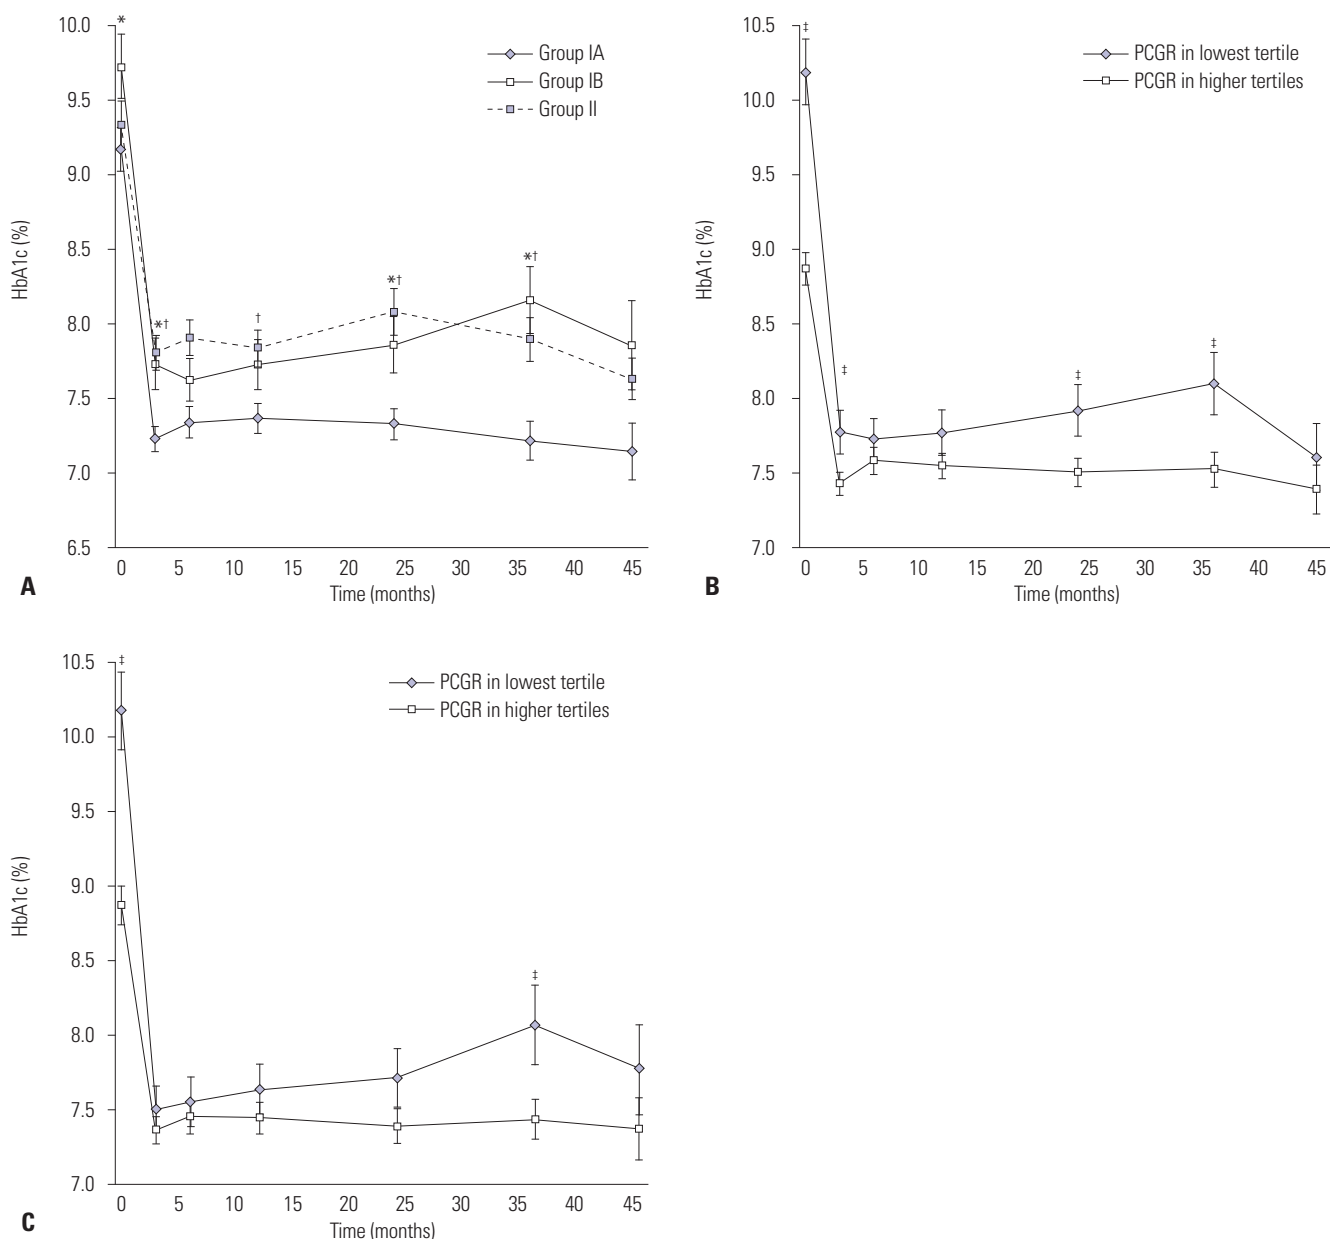 10.0
9.5
9.0
8.5
8.0
7.5
7.0
6.5
HbA1c (%)
*
*†
†
*†
*†
Group IA
Group IB
Group II
0 5 10 15 20 25 30 35 40 45
Time (months)
A
10.5
10.0
9.5
9.0
8.5
8.0
7.5
7.0
HbA1c (%)
‡
‡
‡
‡
PCGR in lowest tertile
PCGR in higher tertiles
0 5 10 15 20 25 30 35 40 45
Time (months)
B
10.5
10.0
9.5
9.0
8.5
8.0
7.5
7.0
HbA1c (%)
‡
‡
PCGR in lowest tertile
PCGR in higher tertiles
0 5 10 15 20 25 30 35 40 45
Time (months)
C